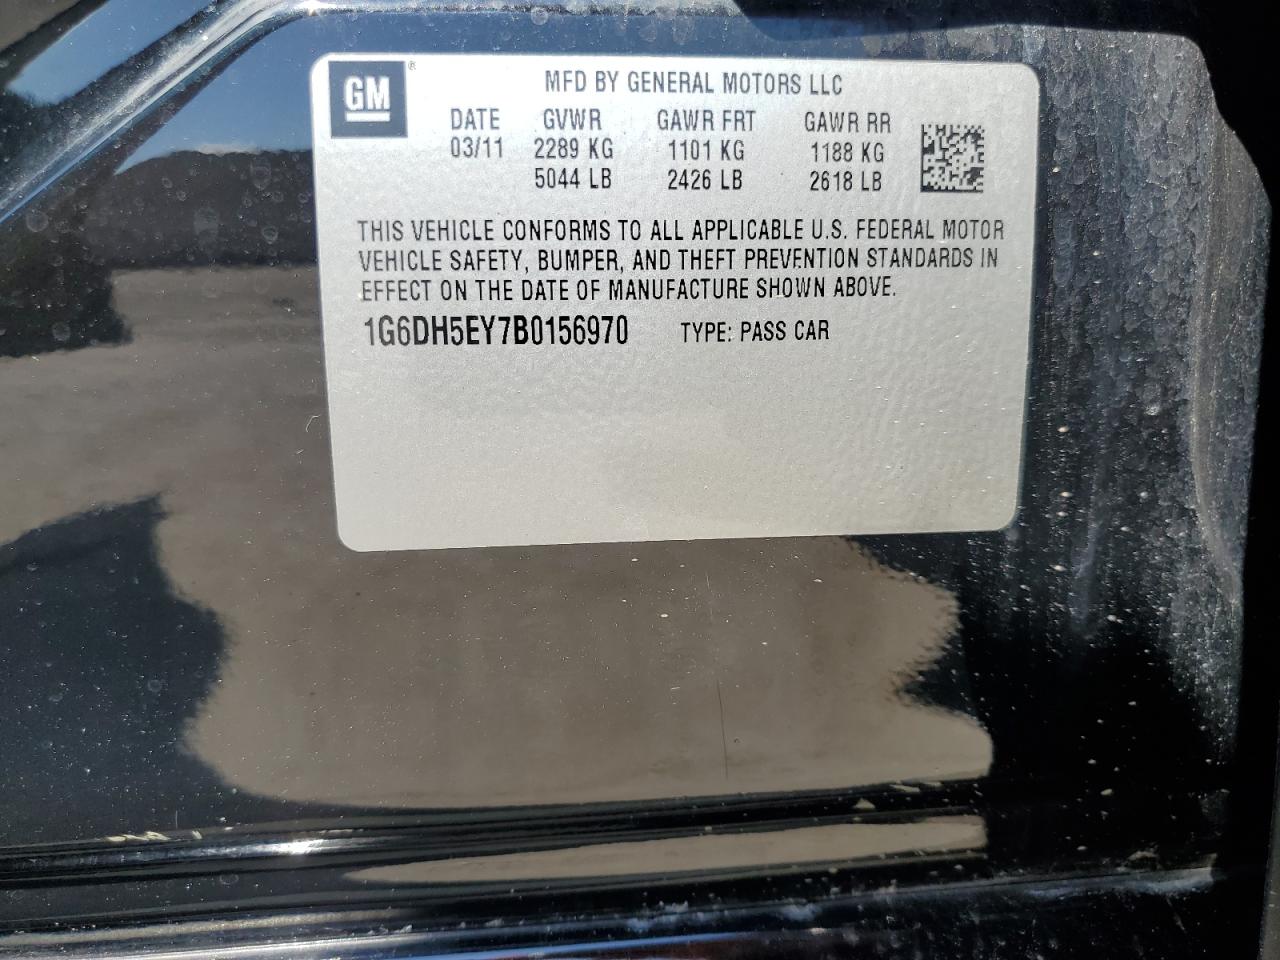 GM®
MFD BY GENERAL MOTORS LLC
DATE GVWR GAWR FRT GAWR RR
03/11 2289 KG 1101 KG 1188 KG
5044 LB 2426 LB 2618 LB
THIS VEHICLE CONFORMS TO ALL APPLICABLE U.S. FEDERAL MOTOR
VEHICLE SAFETY, BUMPER, AND THEFT PREVENTION STANDARDS IN
EFFECT ON THE DATE OF MANUFACTURE SHOWN ABOVE.
1G6DH5EY7B0156970 TYPE: PASS CAR